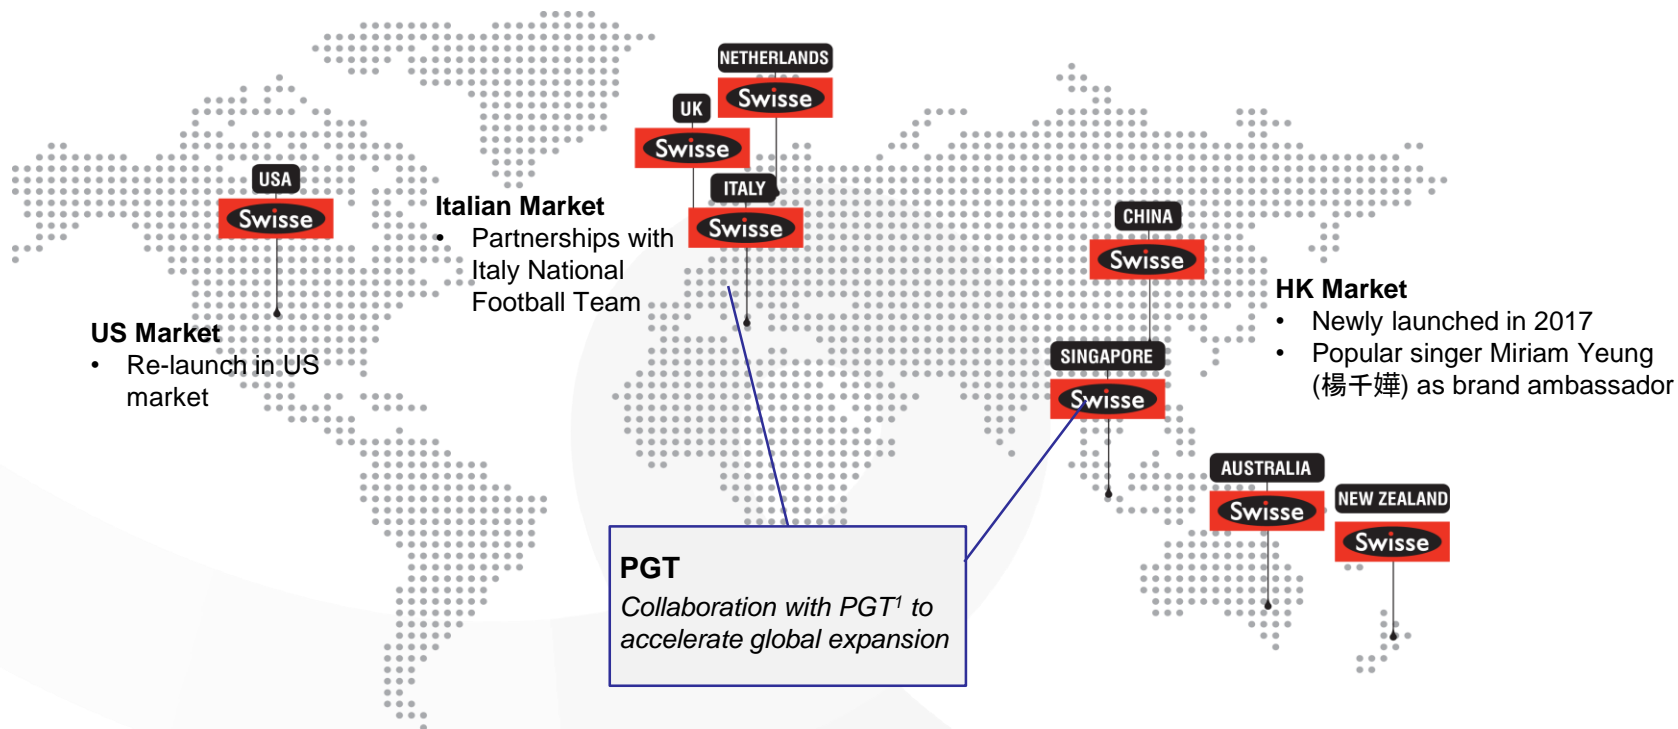 NETHERLANDS
Swisse
UK
Swisse
USA
Swisse
ITALY
Swisse
Italian Market
• Partnerships with
Italy National
Football Team
CHINA
Swisse
US Market
• Re-launch in US
market
HK Market
• Newly launched in 2017
• Popular singer Miriam Yeung
(楊千嬅) as brand ambassador
SINGAPORE
Swisse
AUSTRALIA
Swisse
NEW ZEALAND
Swisse
PGT
Collaboration with PGT¹ to
accelerate global expansion